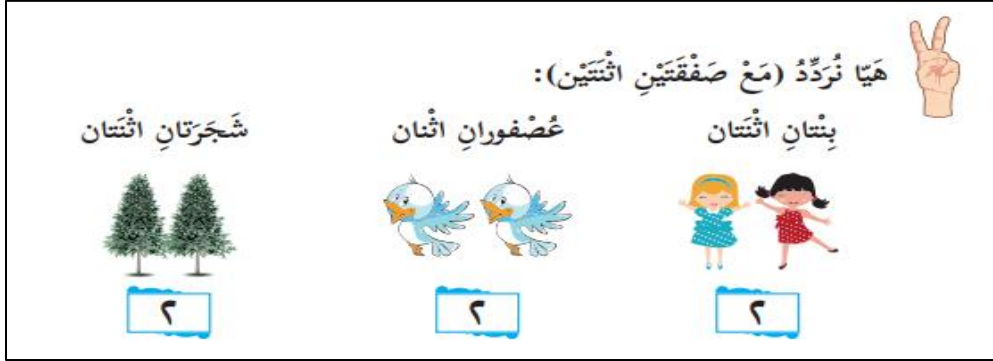 هَيّا نُرَدِّدُ (مَعْ صَفْقَتَيْنِ اثْنَتَيْن):
بِنْتانِ اثْنَتان عُصْفورانِ اثْنان شَجَرَتانِ اثْنَتان
٢ ٢ ٢